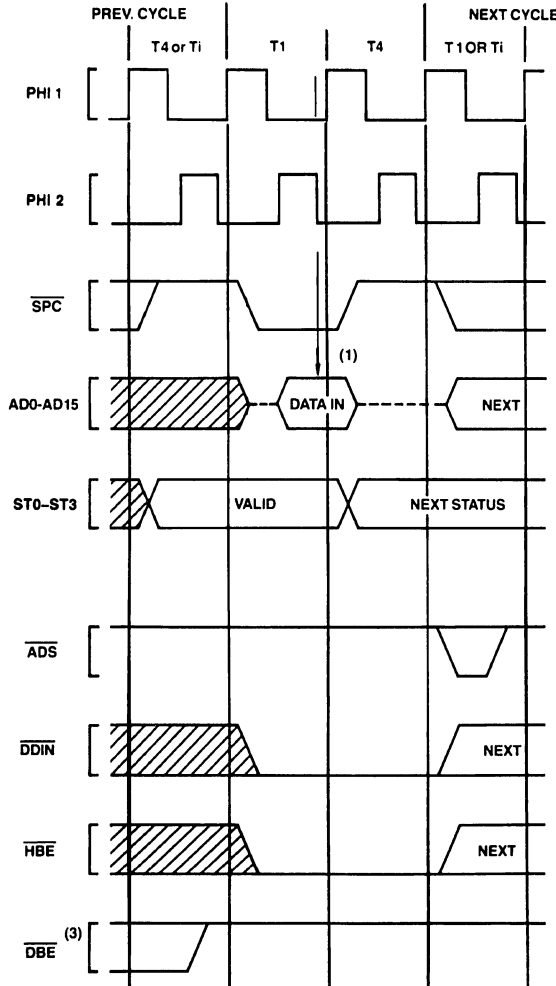 PREV. CYCLE
NEXT CYCLE
T4 or Ti
T1
T4
T1 OR Ti
PHI 1
PHI 2
SPC
(1)
AD0-AD15
DATA IN
NEXT
ST0–ST3
VALID
NEXT STATUS
ADS
DDIN
NEXT
HBE
NEXT
DBE (3)